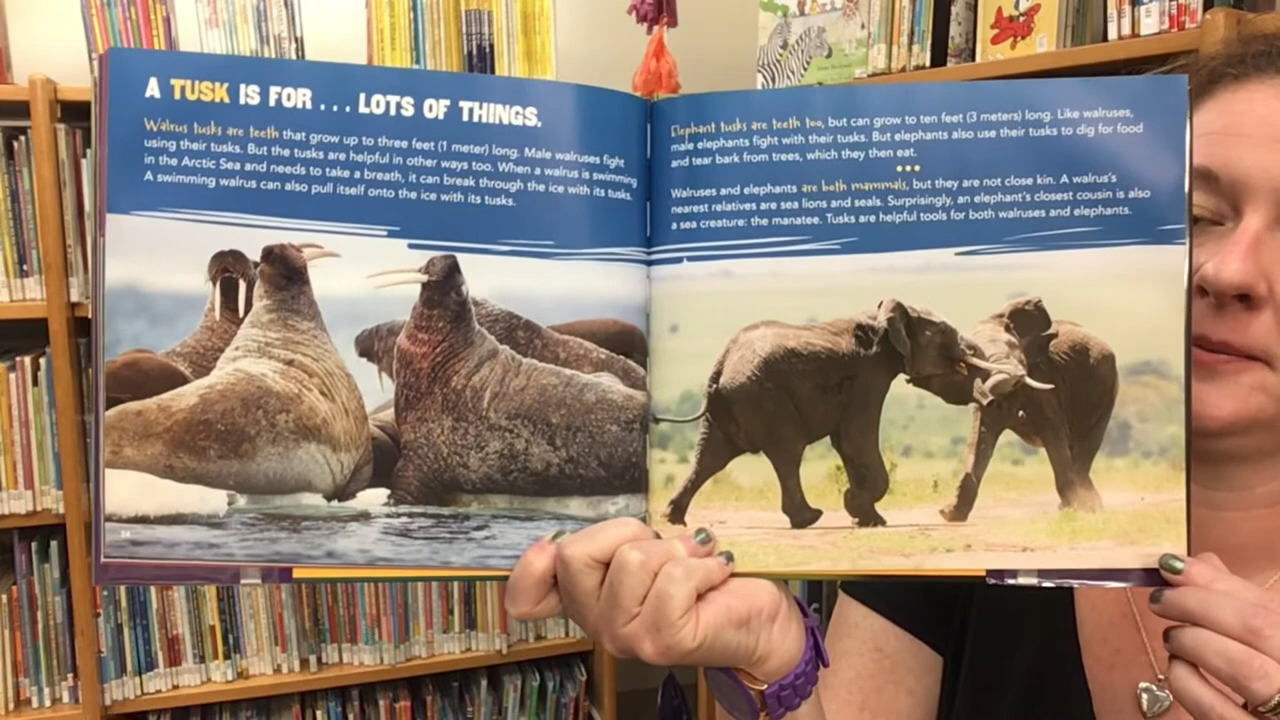 A TUSK IS FOR . . . LOTS OF THINGS.
Walrus tusks are teeth that grow up to three feet (1 meter) long. Male walruses fight
using their tusks. But the tusks are helpful in other ways too. When a walrus is swimming
in the Arctic Sea and needs to take a breath, it can break through the ice with its tusks.
A swimming walrus can also pull itself onto the ice with its tusks.
Elephant tusks are teeth too, but can grow to ten feet (3 meters) long. Like walruses,
male elephants fight with their tusks. But elephants also use their tusks to dig for food
and tear bark from trees, which they then eat.
Walruses and elephants are both mammals, but they are not close kin. A walrus's
nearest relatives are sea lions and seals. Surprisingly, an elephant's closest cousin is also
a sea creature: the manatee. Tusks are helpful tools for both walruses and elephants.